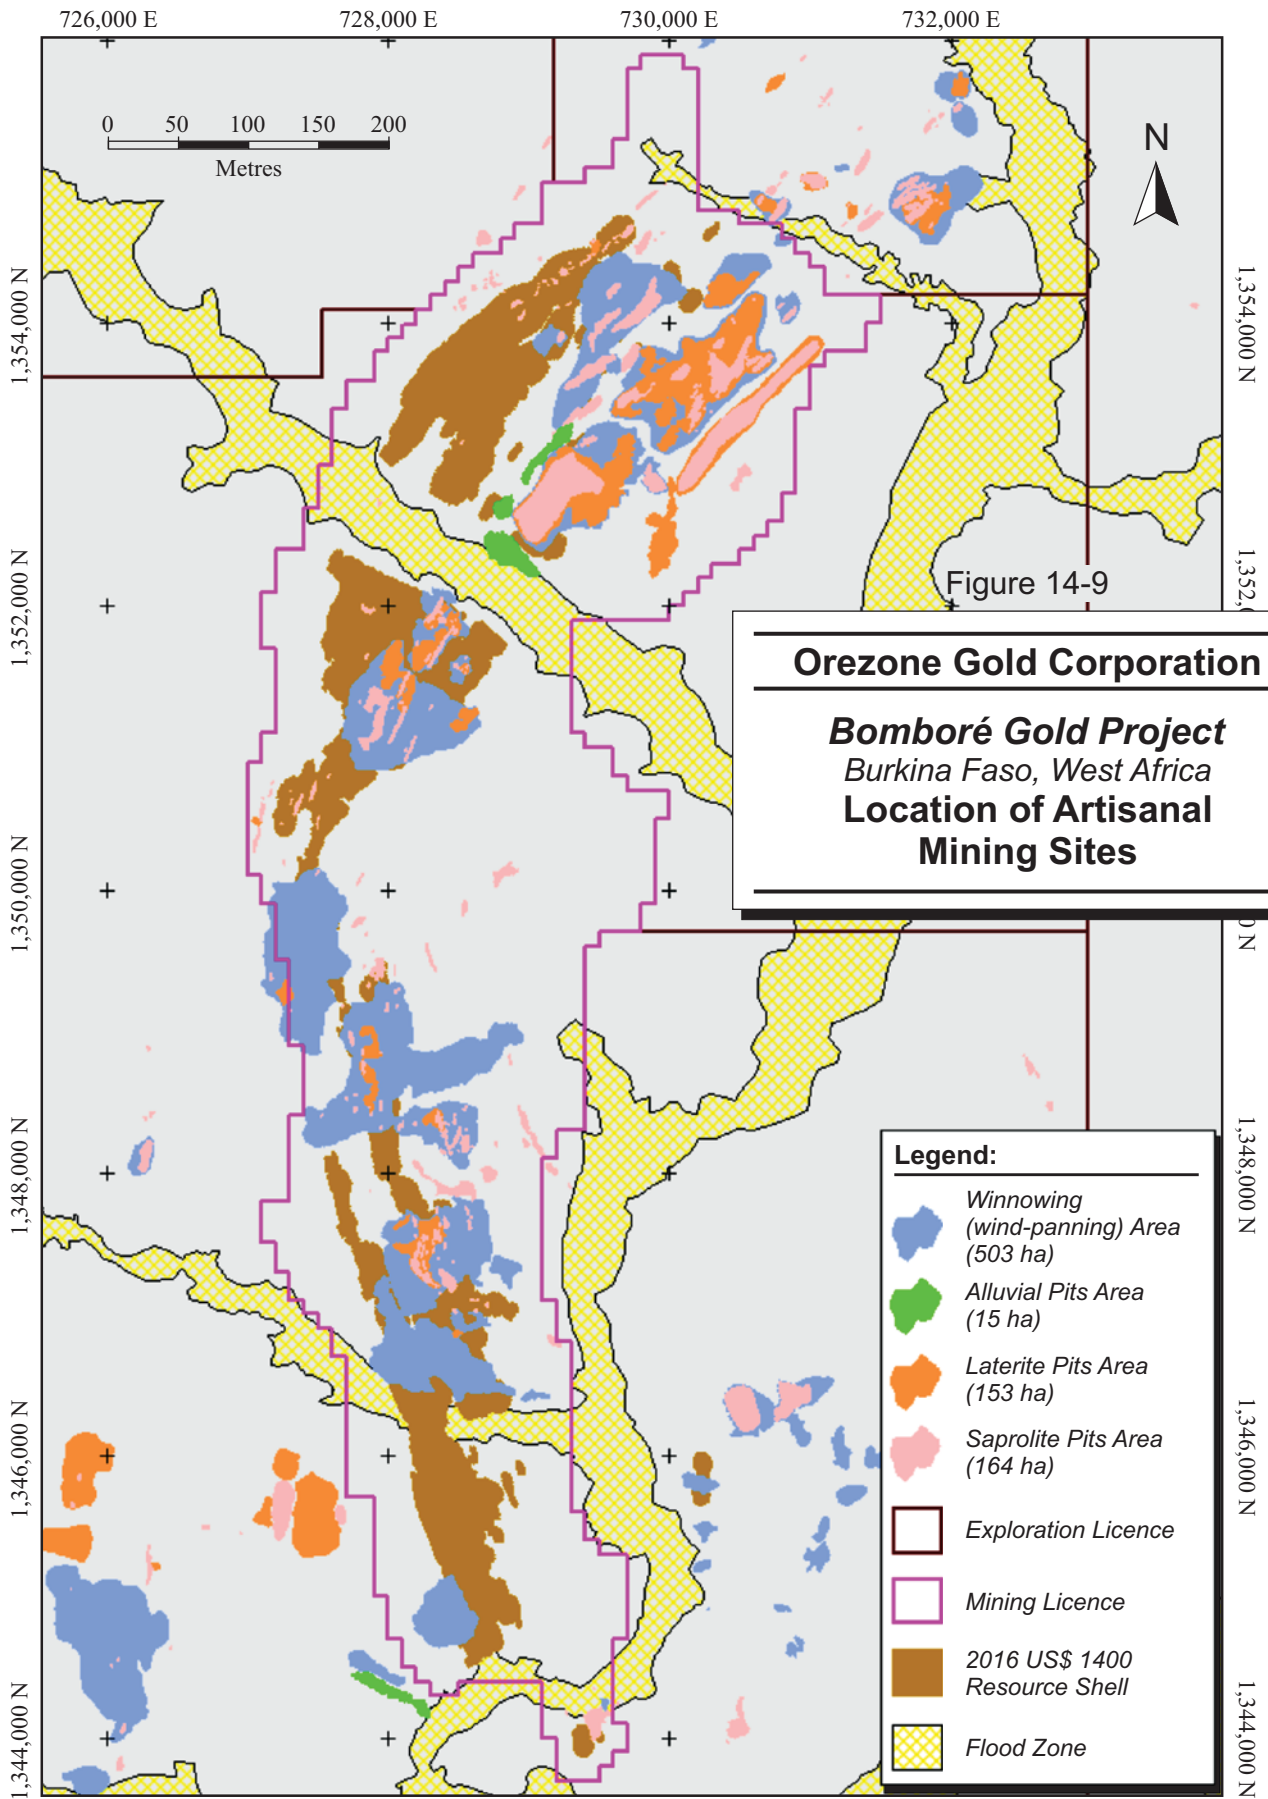 726,000 E
728,000 E
730,000 E
732,000 E
0 50 100 150 200
Metres
N
1,354,000 N
1,354,000 N
1,352,000 N
Figure 14-9
Orezone Gold Corporation
Bomboré Gold Project
Burkina Faso, West Africa
Location of Artisanal
Mining Sites
1,350,000 N
0 N
1,348,000 N
1,348,000 N
1,346,000 N
1,346,000 N
1,344,000 N
1,344,000 N
Legend:
Winnowing
(wind-panning) Area
(503 ha)
Alluvial Pits Area
(15 ha)
Laterite Pits Area
(153 ha)
Saprolite Pits Area
(164 ha)
Exploration Licence
Mining Licence
2016 US$ 1400
Resource Shell
Flood Zone